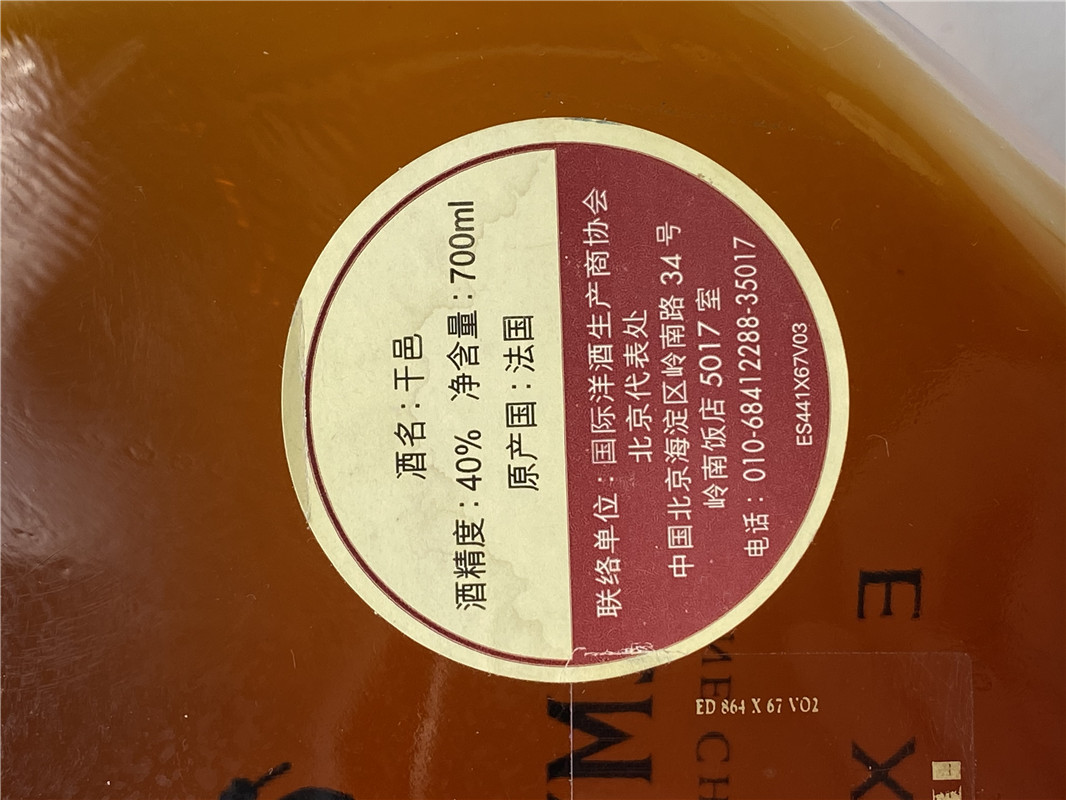 酒名：干邑
酒精度：40% 净含量：700ml
原产国：法国
联络单位：国际洋酒生产商协会
北京代表处
中国北京海淀区岭南路 34 号
岭南饭店 5017 室
电话：010-68412288-35017
ES441X67V03
ED 864 X 67 VO2
NE CH
M
E
X